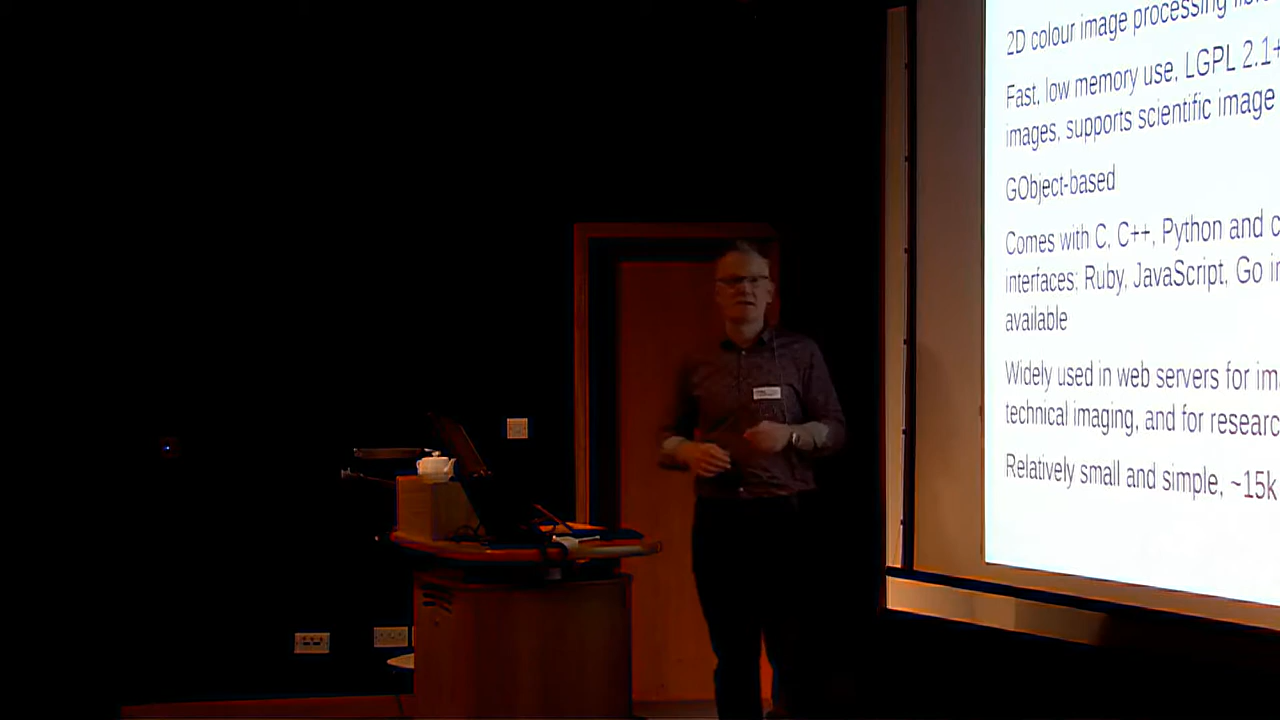 2D colour image processing
Fast, low memory use, LGPL 2.1+
images, supports scientific image
GObject-based
Comes with C, C++, Python and
interfaces; Ruby, JavaScript, Go
available
Widely used in web servers for
technical imaging, and for
Relatively small and simple, ~15k